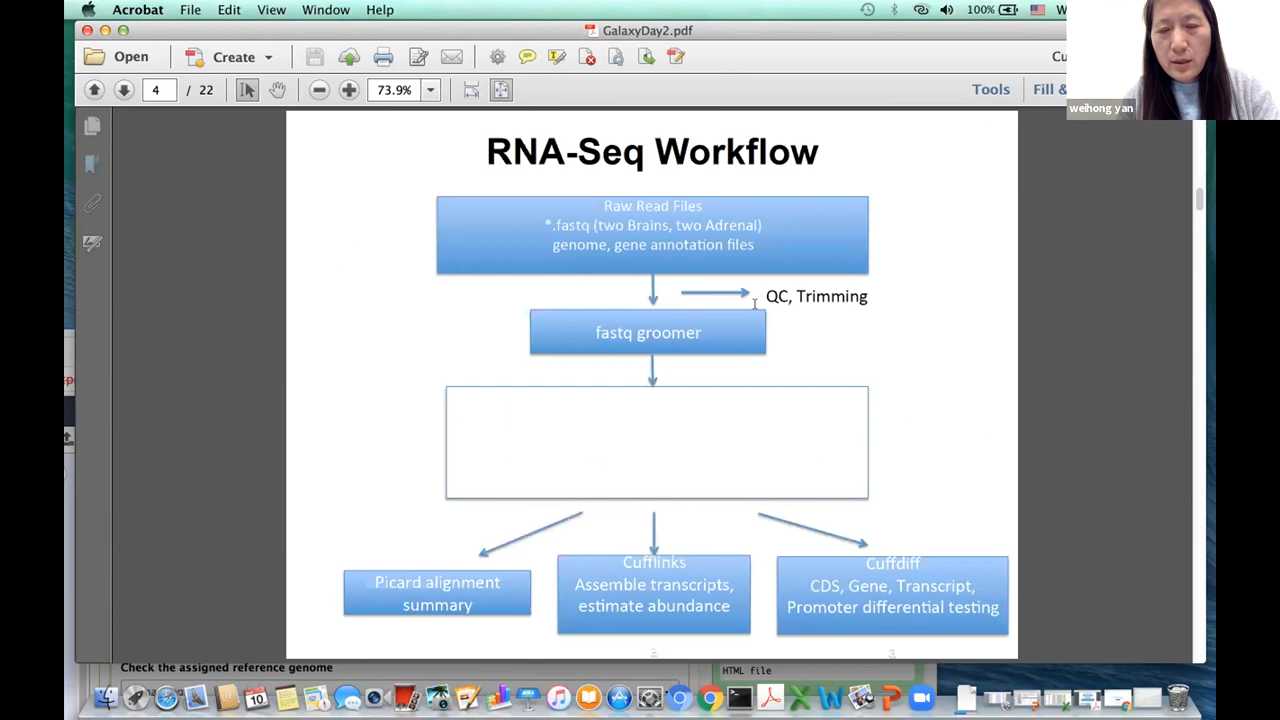 Acrobat File Edit View Window Help 100%
GalaxyDay2.pdf
Open Create
4 / 22 73.9% Tools Fill &
weihong yan
RNA-Seq Workflow
Raw Read Files
*.fastq (two Brains, two Adrenal)
genome, gene annotation files
QC, Trimming
fastq groomer
Picard alignment
summary
Cufflinks
Assemble transcripts,
estimate abundance
Cuffdiff
CDS, Gene, Transcript,
Promoter differential testing
Check the assigned reference genome
HTML file